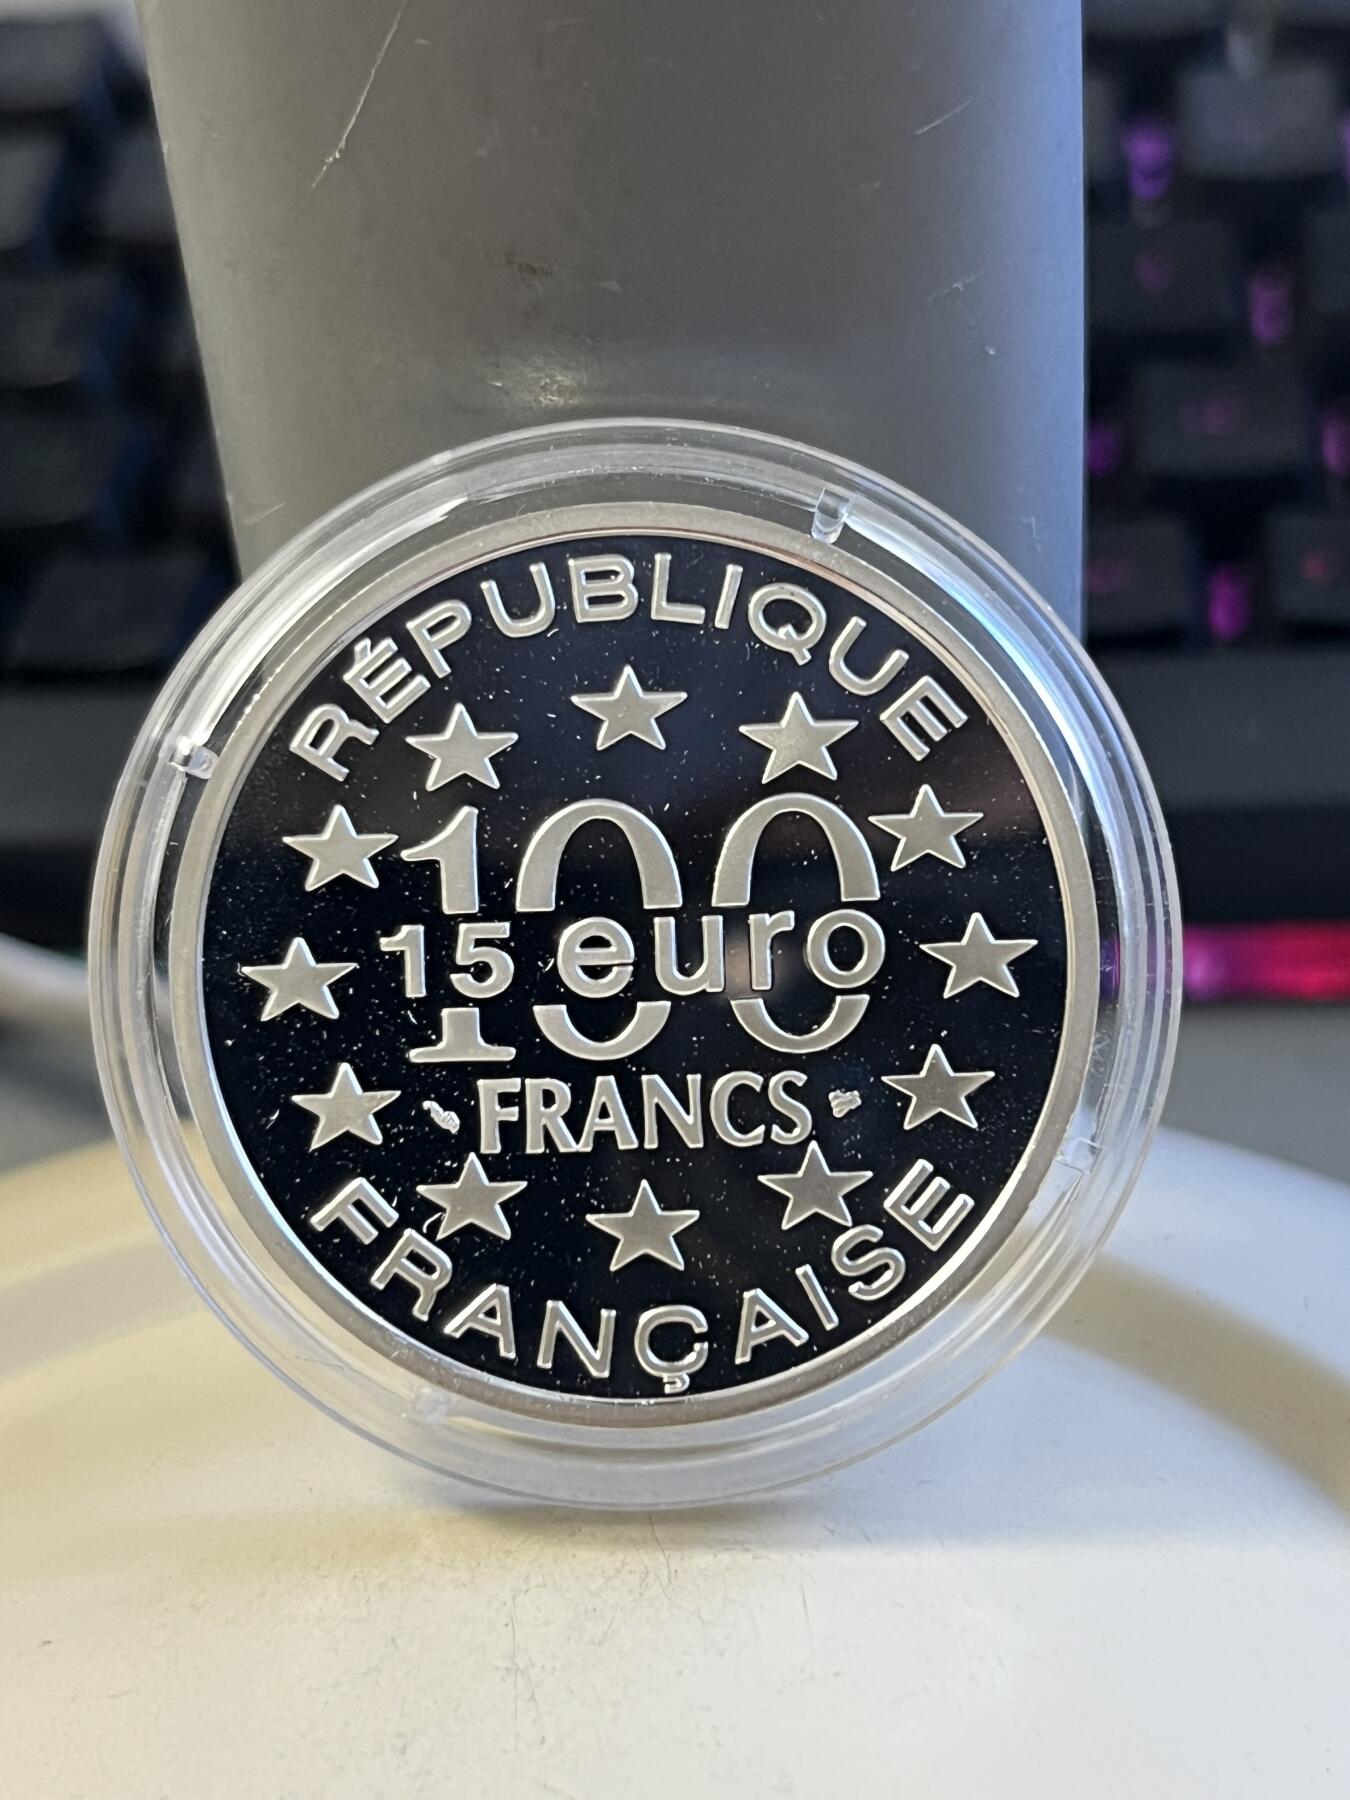 RÉPUBLIQUE
100
15 euro
FRANCS
FRANÇAISE